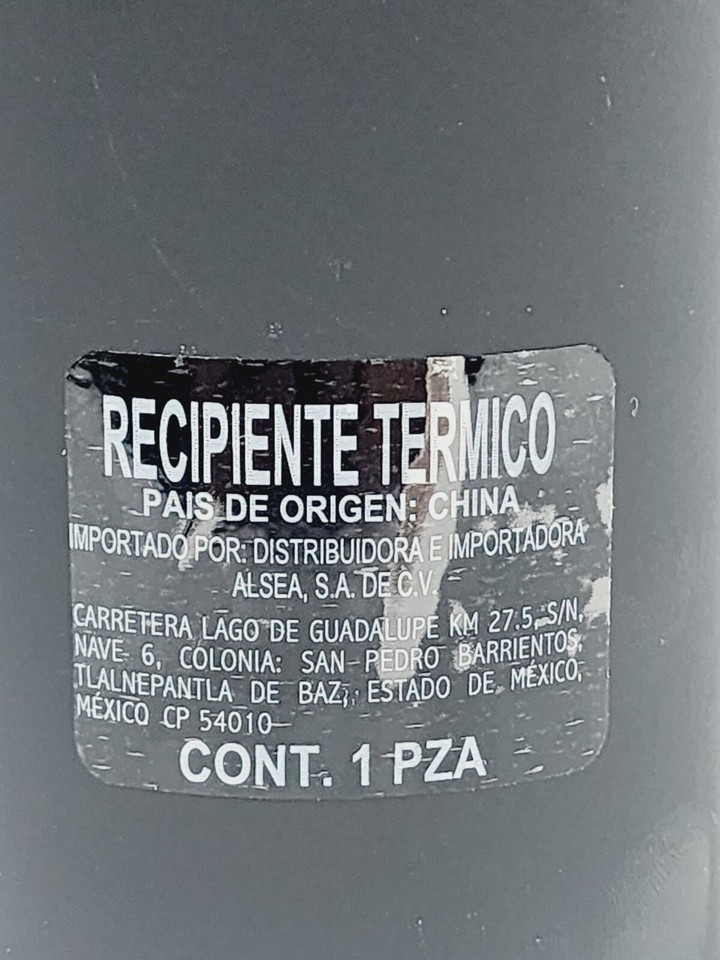 RECIPIENTE TERMICO
PAIS DE ORIGEN: CHINA
IMPORTADO POR: DISTRIBUIDORA E IMPORTADORA
ALSEA, S.A. DE C.V.
CARRETERA LAGO DE GUADALUPE KM 27.5, S/N,
NAVE 6, COLONIA: SAN PEDRO BARRIENTOS,
TLALNEPANTLA DE BAZ, ESTADO DE MÉXICO,
MÉXICO CP 54010
CONT. 1 PZA